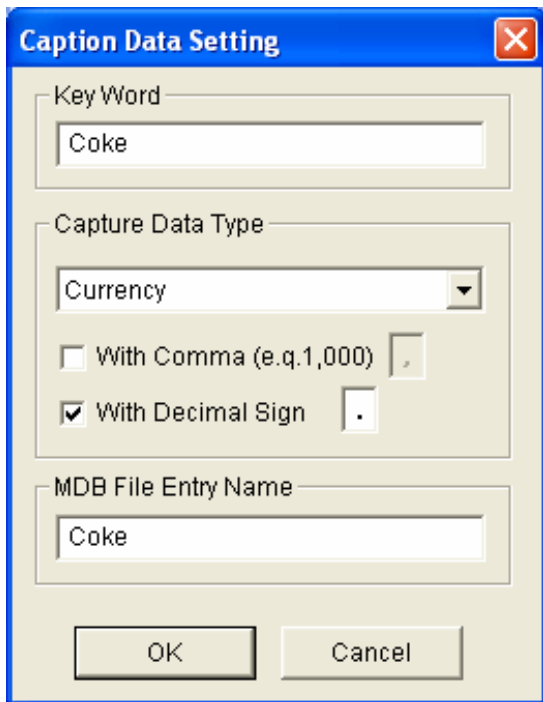 Caption Data Setting
Key Word
Coke
Capture Data Type
Currency
With Comma (e.q.1,000) ,
With Decimal Sign .
MDB File Entry Name
Coke
OK Cancel